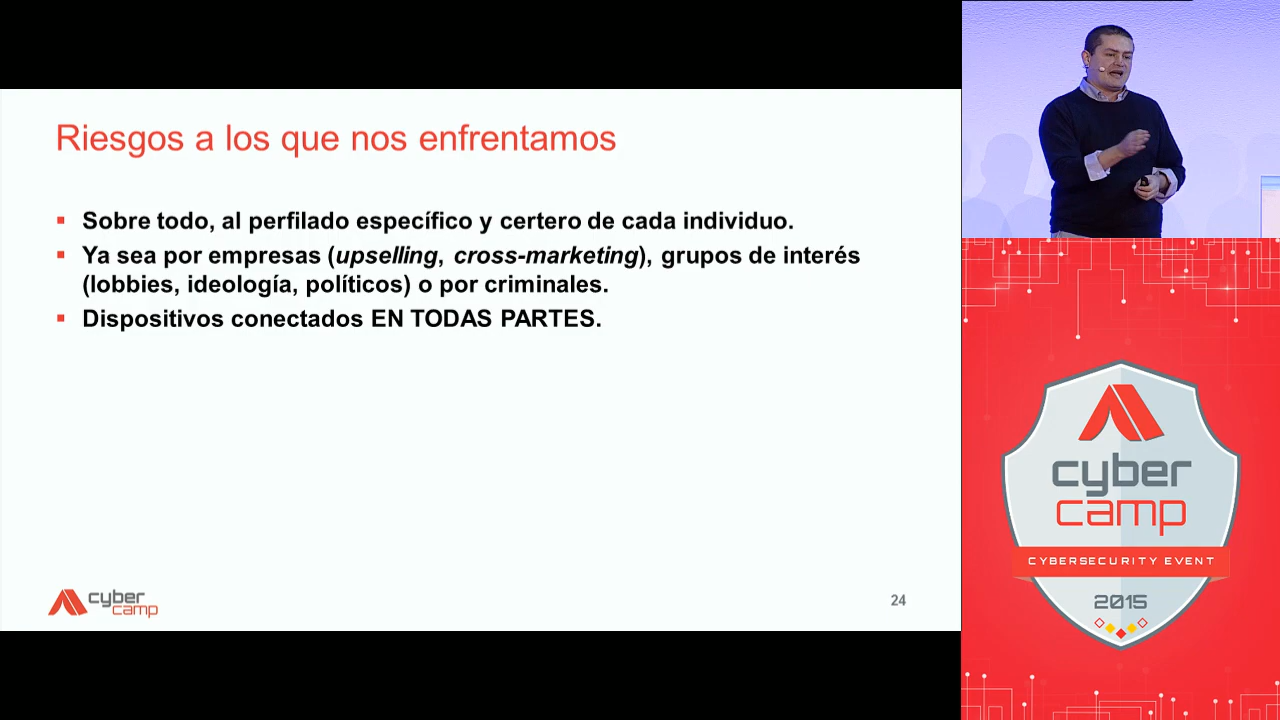 Riesgos a los que nos enfrentamos
Sobre todo, al perfilado específico y certero de cada individuo.
Ya sea por empresas (upselling, cross-marketing), grupos de interés
(lobbies, ideología, políticos) o por criminales.
Dispositivos conectados EN TODAS PARTES.
cyber
camp
24
cyber
camp
CYBERSECURITY EVENT
2015